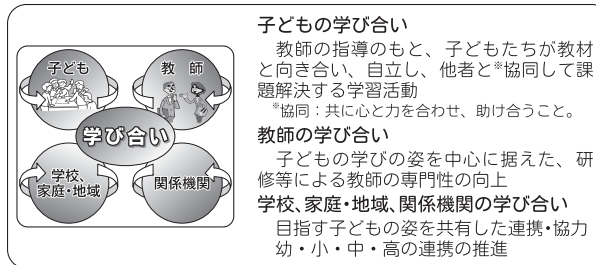 子ども
教師
学び合い
学校、
家庭・地域
関係機関
子どもの学び合い
教師の指導のもと、子どもたちが教材
と向き合い、自立し、他者と※協同して課
題解決する学習活動
※協同：共に心と力を合わせ、助け合うこと。
教師の学び合い
子どもの学びの姿を中心に据えた、研
修等による教師の専門性の向上
学校、家庭・地域、関係機関の学び合い
目指す子どもの姿を共有した連携・協力
幼・小・中・高の連携の推進